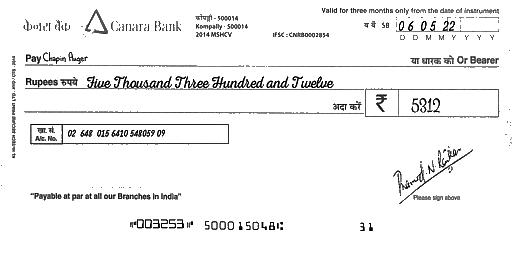 केनरा बैंक Canara Bank
कोंपल्ली - 500014
Kompally - 500014
2014 MSHCV
IFSC : CNRB0002854
Valid for three months only from the date of instrument
SB 06 05 22
D D M M Y Y Y Y
Pay Chapin Auger या धारक को Or Bearer
Rupees रुपये Five Thousand Three Hundred and Twelve
अदा करें ₹ 5312
खा. सं.
A/c. No. 02 648 015 6410 548059 09
"Payable at par at all our Branches in India"
Please sign above
⑈003253⑈ 500015048⑆ 31